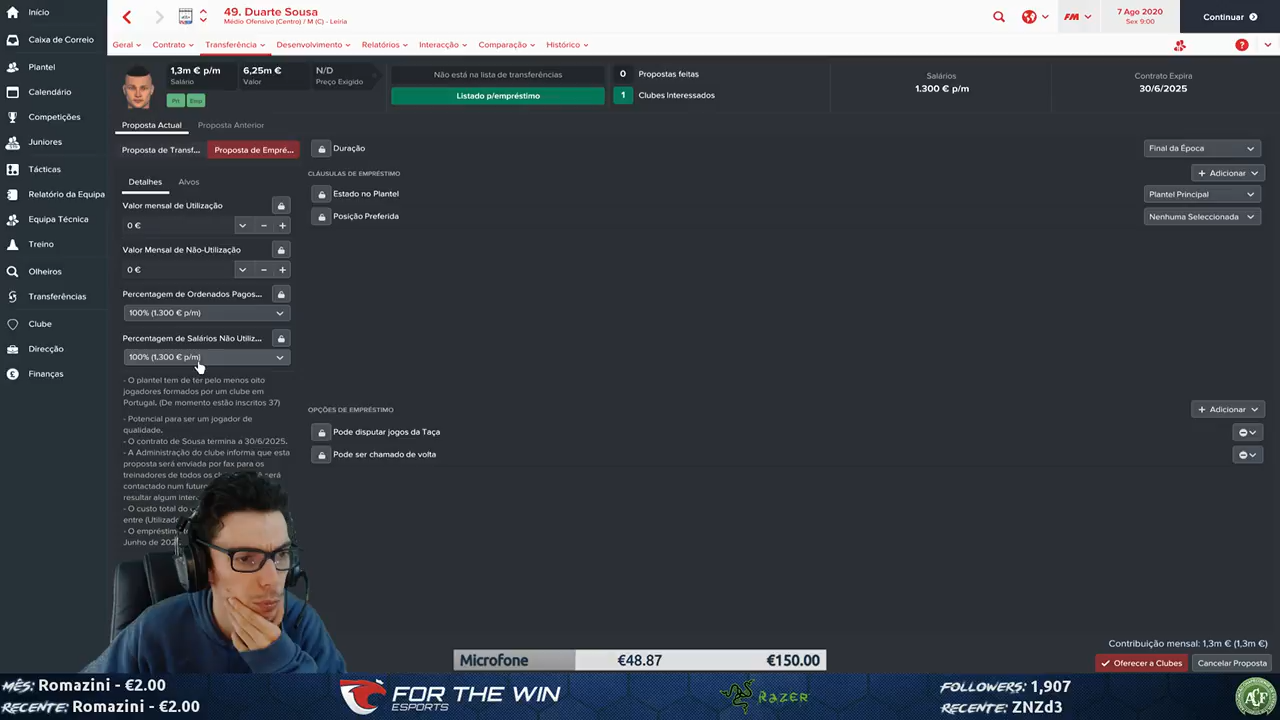 Início
Caixa de Correio
Plantel
Calendário
Competições
Juniores
Tácticas
Relatório da Equipa
Equipa Técnica
Treino
Olheiros
Transferências
Clube
Direcção
Finanças
49. Duarte Sousa
Médio Ofensivo (Centro) / M (C) - Leiria
FM
7 Ago 2020
Sex 9:00
Continuar
Geral
Contrato
Transferência
Desenvolvimento
Relatórios
Interacção
Comparação
Histórico
1,3m € p/m
Salário
6,25m €
Valor
N/D
Preço Exigido
Prl
Emp
Não está na lista de transferências
Listado p/empréstimo
0 Propostas feitas
1 Clubes Interessados
Salários
1.300 € p/m
Contrato Expira
30/6/2025
Proposta Actual
Proposta Anterior
Proposta de Transf...
Proposta de Empré...
Detalhes
Alvos
Valor mensal de Utilização
0 €
Valor Mensal de Não-Utilização
0 €
Percentagem de Ordenados Pagos...
100% (1.300 € p/m)
Percentagem de Salários Não Utiliz...
100% (1.300 € p/m)
- O plantel tem de ter pelo menos oito
jogadores formados por um clube em
Portugal. (De momento estão inscritos 37)
- Potencial para ser um jogador de
qualidade.
- O contrato de Sousa termina a 30/6/2025.
- A Administração do clube informa que esta
proposta será enviada por fax para os
treinadores de todos os
será
contactado num futuro
resultar algum
- O custo total do
entre
- O empréstimo
Junho de
Duração
Final da Época
CLÁUSULAS DE EMPRÉSTIMO
Adicionar
Estado no Plantel
Plantel Principal
Posição Preferida
Nenhuma Seleccionada
OPÇÕES DE EMPRÉSTIMO
Adicionar
Pode disputar jogos da Taça
Pode ser chamado de volta
Contribuição mensal: 1,3m € (1,3m €)
Oferecer a Clubes
Cancelar Proposta
Microfone €48.87 €150.00
MÊS: Romazini - €2.00
RECENTE: Romazini - €2.00
FOR THE WIN
ESPORTS
RAZER
FOLLOWERS: 1,907
RECENTE: ZNZd3
ACF